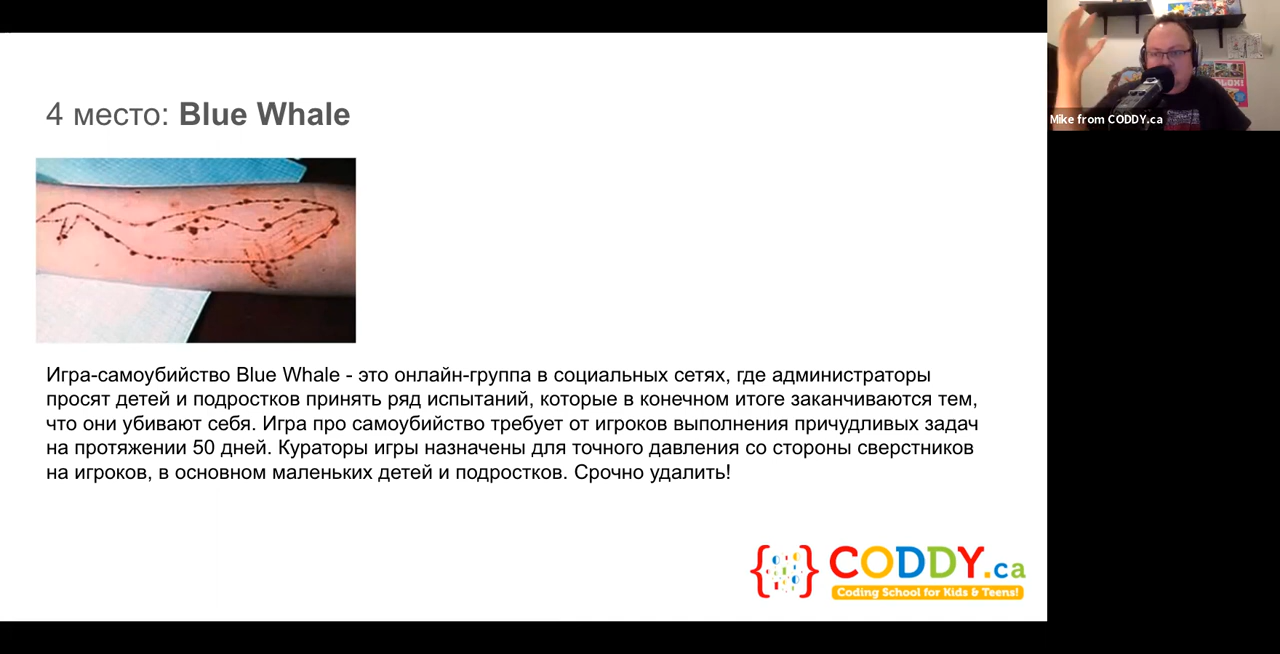 4 место: Blue Whale
Игра-самоубийство Blue Whale - это онлайн-группа в социальных сетях, где администраторы
просят детей и подростков принять ряд испытаний, которые в конечном итоге заканчиваются тем,
что они убивают себя. Игра про самоубийство требует от игроков выполнения причудливых задач
на протяжении 50 дней. Кураторы игры назначены для точного давления со стороны сверстников
на игроков, в основном маленьких детей и подростков. Срочно удалить!
CODDY.ca
Coding School for Kids & Teens!
Mike from CODDY.ca